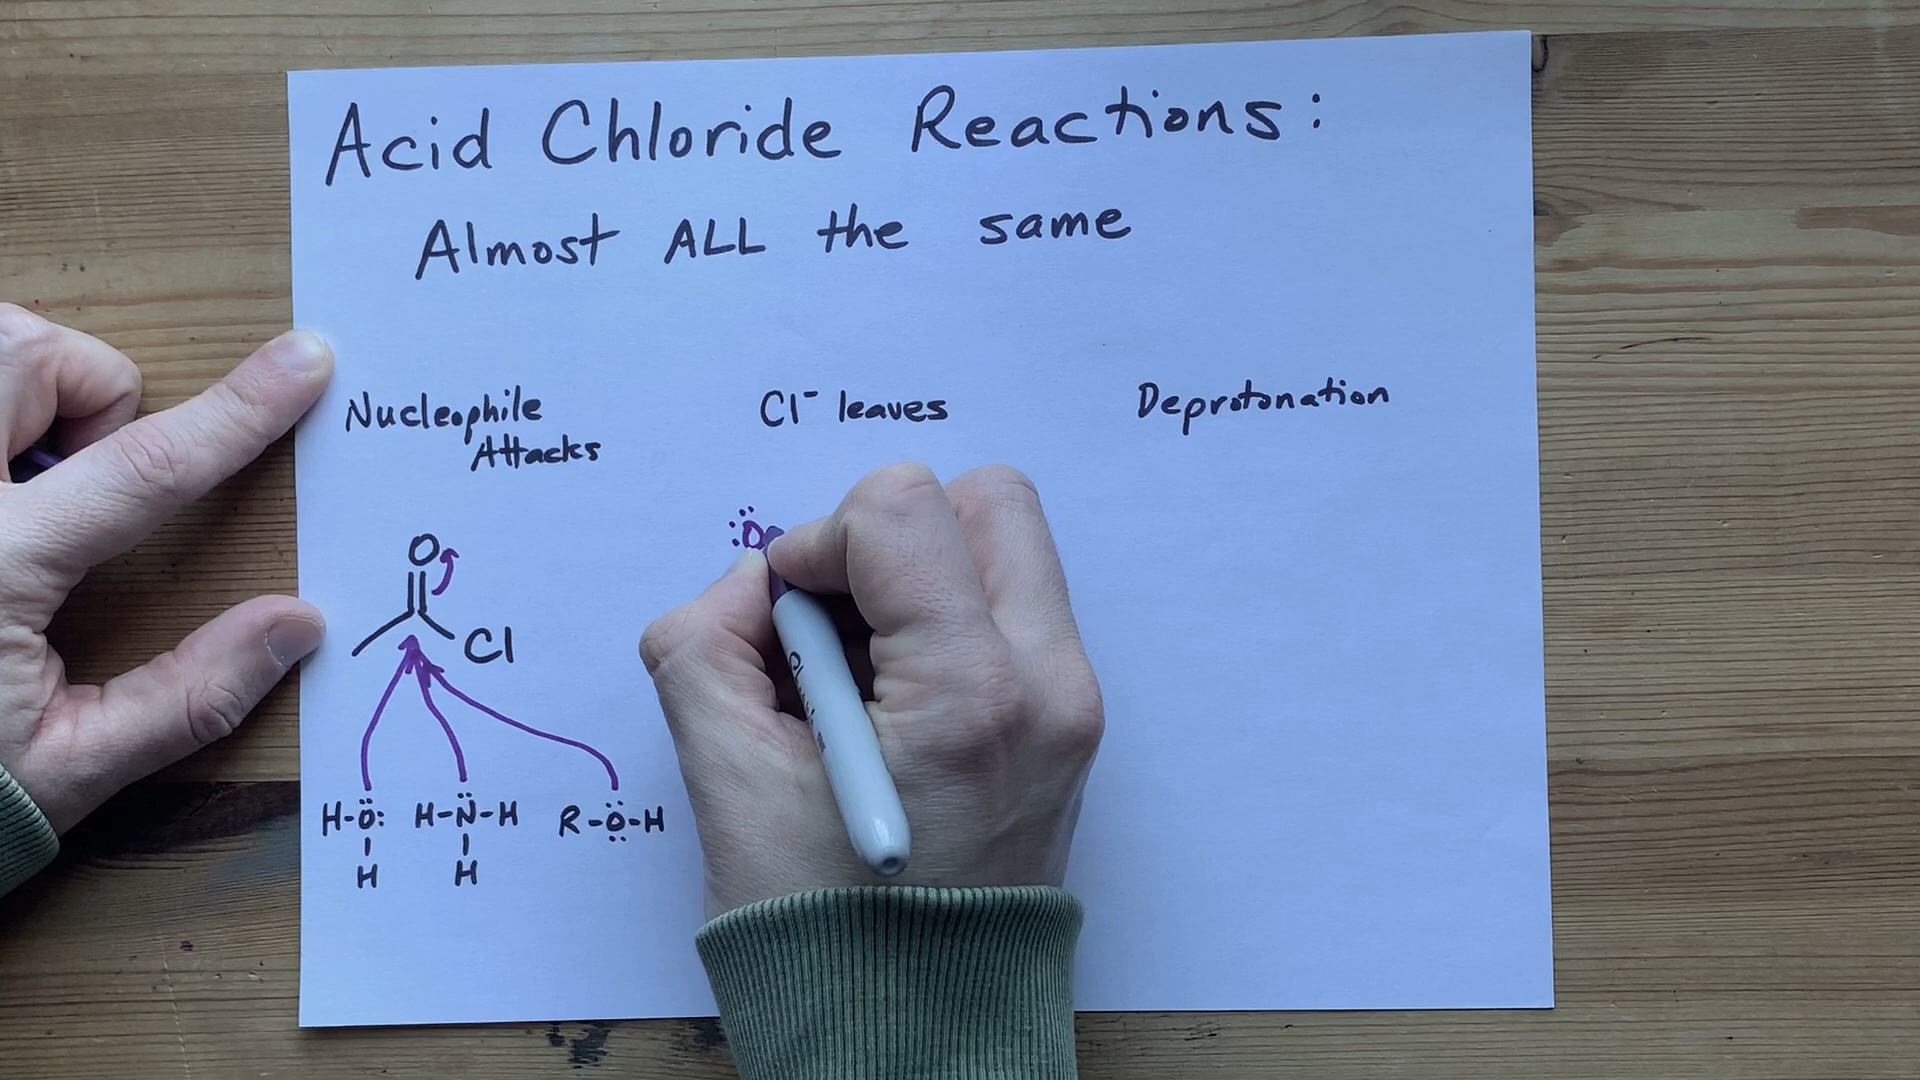 Acid Chloride Reactions:
Almost ALL the same
Nucleophile
Attacks
Cl⁻ leaves
Deprotonation
O
Cl
:Ö
H-Ö: H-N̈-H R-Ö-H
H H